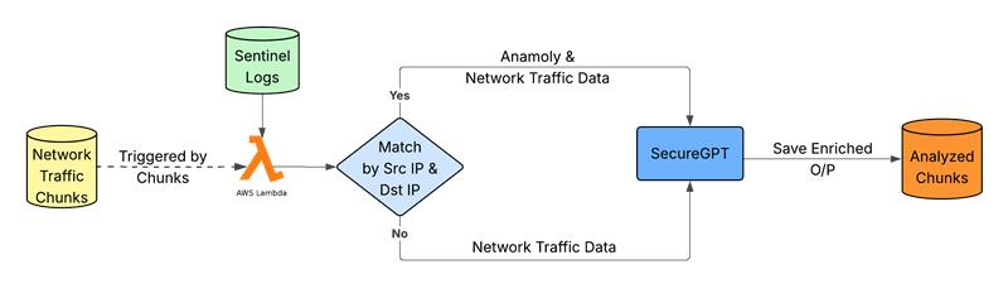 Sentinel
Logs
Anamoly &
Network Traffic Data
Yes
Network
Traffic
Chunks
Triggered by
Chunks
AWS Lambda
Match
by Src IP &
Dst IP
SecureGPT
Save Enriched
O/P
Analyzed
Chunks
No
Network Traffic Data